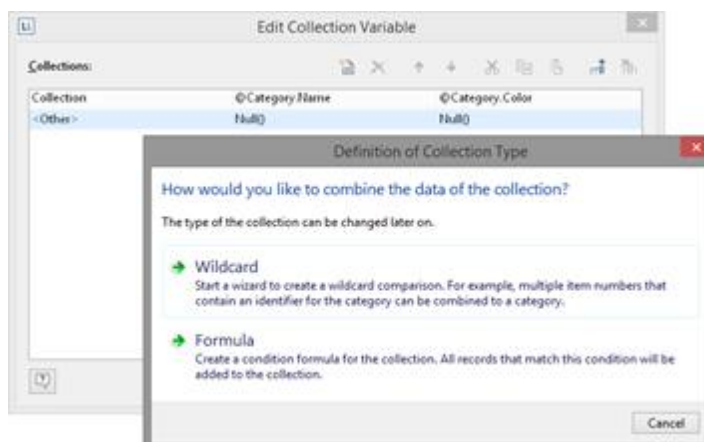 LL
Edit Collection Variable
Collections:
Collection @Category.Name @Category.Color
<Other> Null() Null()
Definition of Collection Type
How would you like to combine the data of the collection?
The type of the collection can be changed later on.
Wildcard
Start a wizard to create a wildcard comparison. For example, multiple item numbers that
contain an identifier for the category can be combined to a category.
Formula
Create a condition formula for the collection. All records that match this condition will be
added to the collection.
Cancel